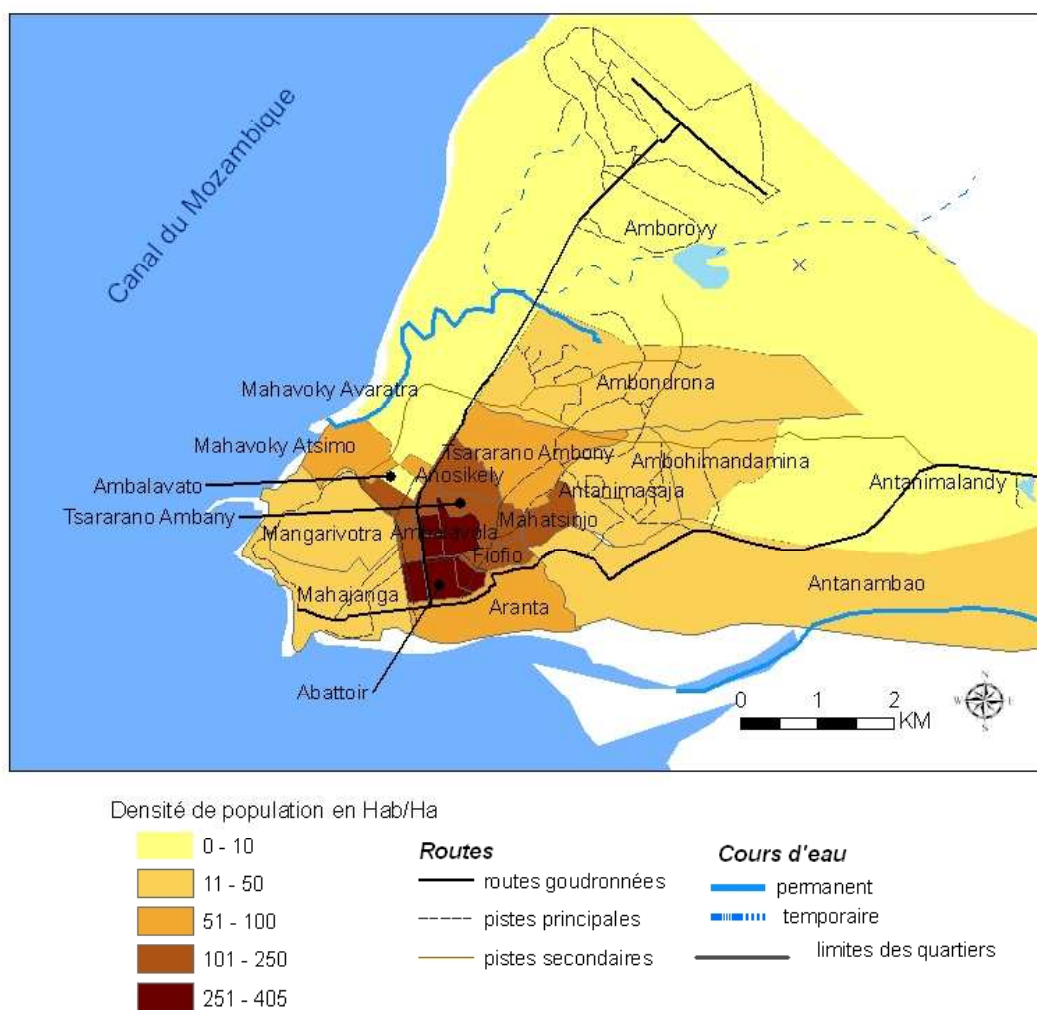 Canal du Mozambique
Amborovy
Mahavoky Avaratra
Ambondrona
Mahavoky Atsimo
Tsararano Ambony
Ambohimandamina
Anosikely
Ambalavato
Antanimasaja
Antanimalandy
Tsararano Ambany
Mahatsinjo
Mangarivotra
Ambalavola
Fiofio
Mahajanga
Aranta
Antanambao
Abattoir
0 1 2
KM
N
W E
S
Densité de population en Hab/Ha
0 - 10
11 - 50
51 - 100
101 - 250
251 - 405
Routes
routes goudronnées
pistes principales
pistes secondaires
Cours d'eau
permanent
temporaire
limites des quartiers